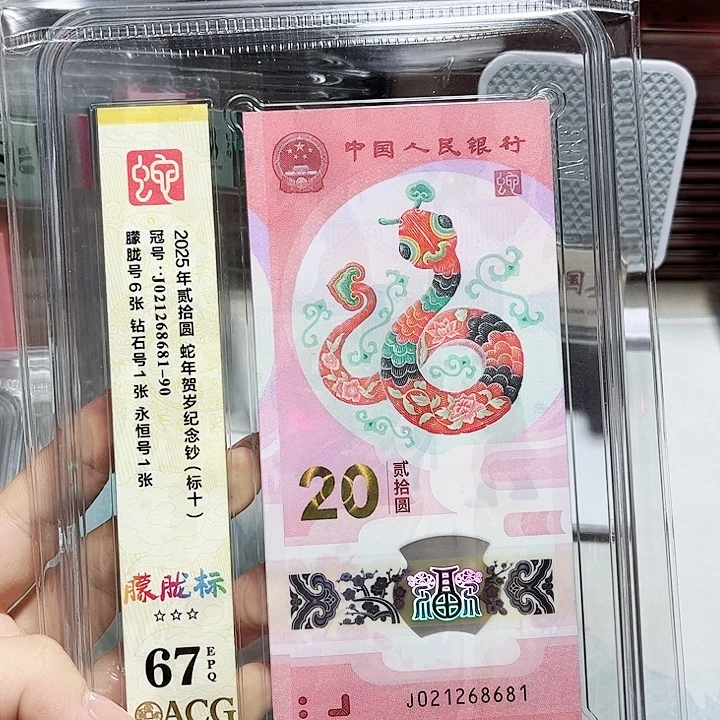 蛇
2025年贰拾圆 蛇年贺岁纪念钞(标十)
冠号:J021268681-90
朦胧号6张 钻石号1张 永恒号1张
朦胧标
67
EPQ
ACG
中国人民银行
20
贰拾圆
福
J021268681